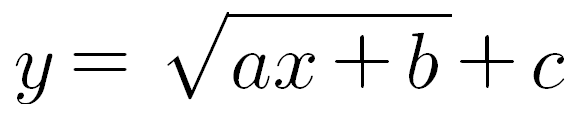 y = √(ax + b) + c